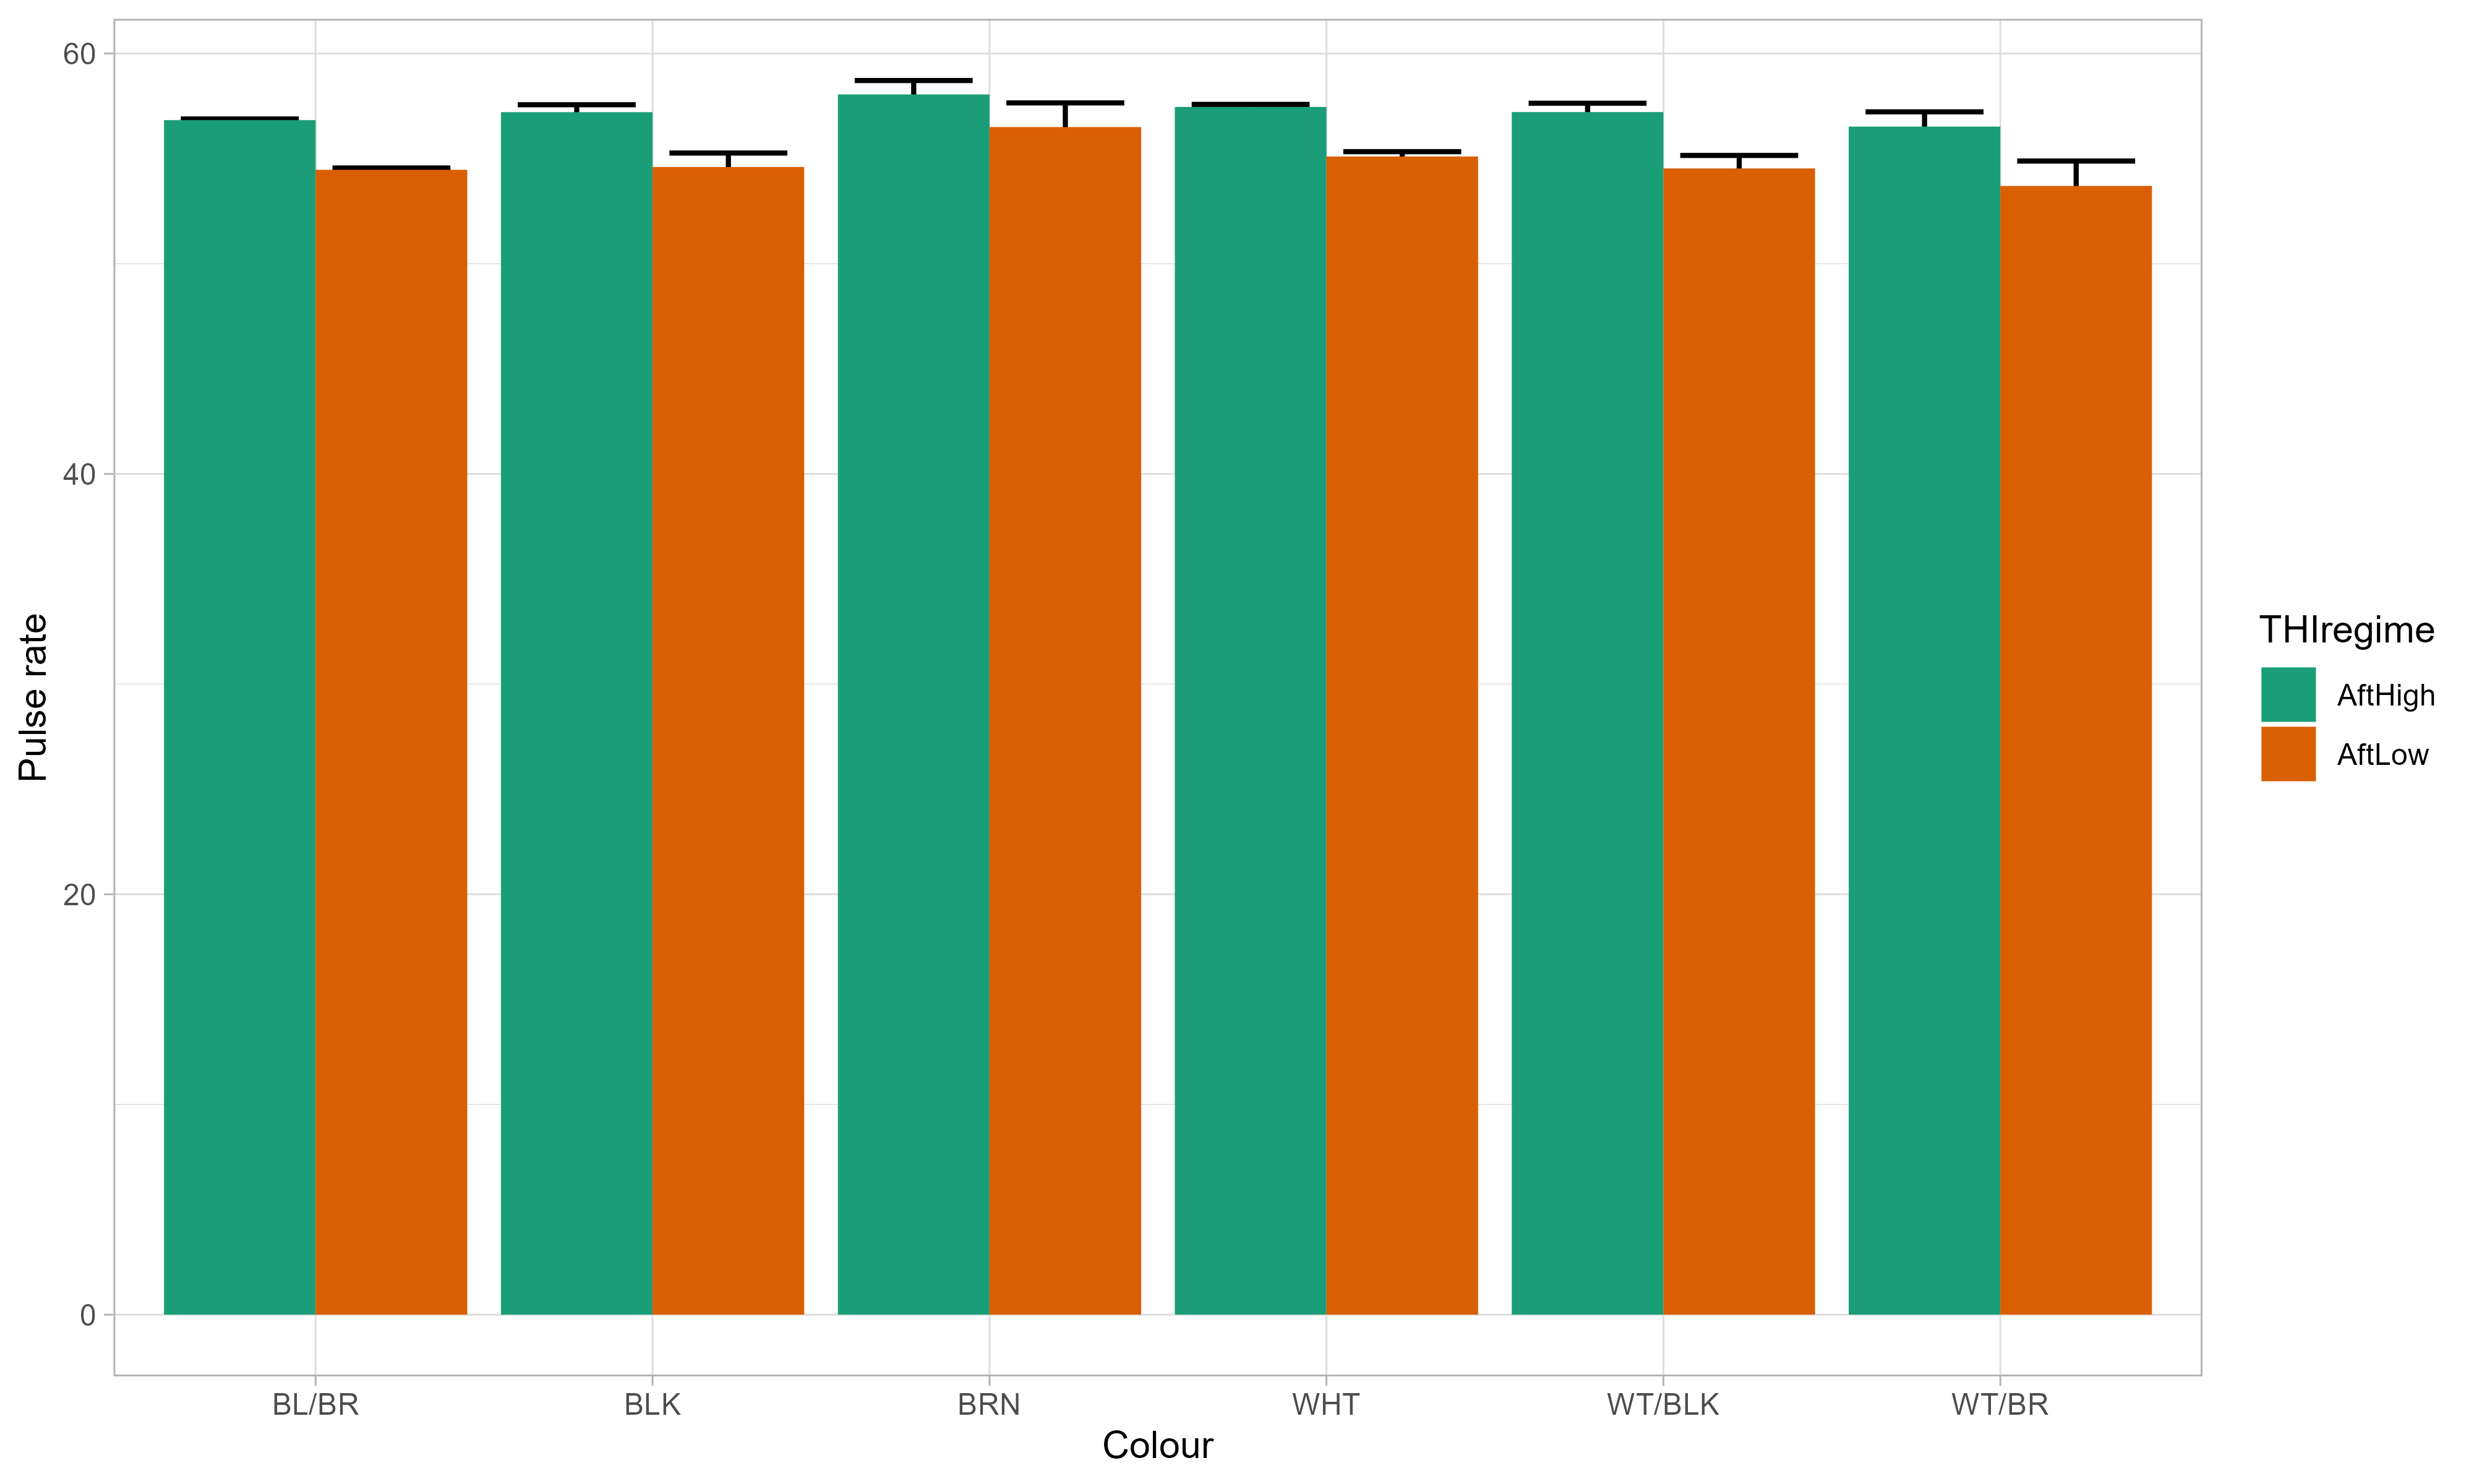 60
40
20
0
Pulse rate
BL/BR BLK BRN WHT WT/BLK WT/BR
Colour
THIregime
AftHigh
AftLow